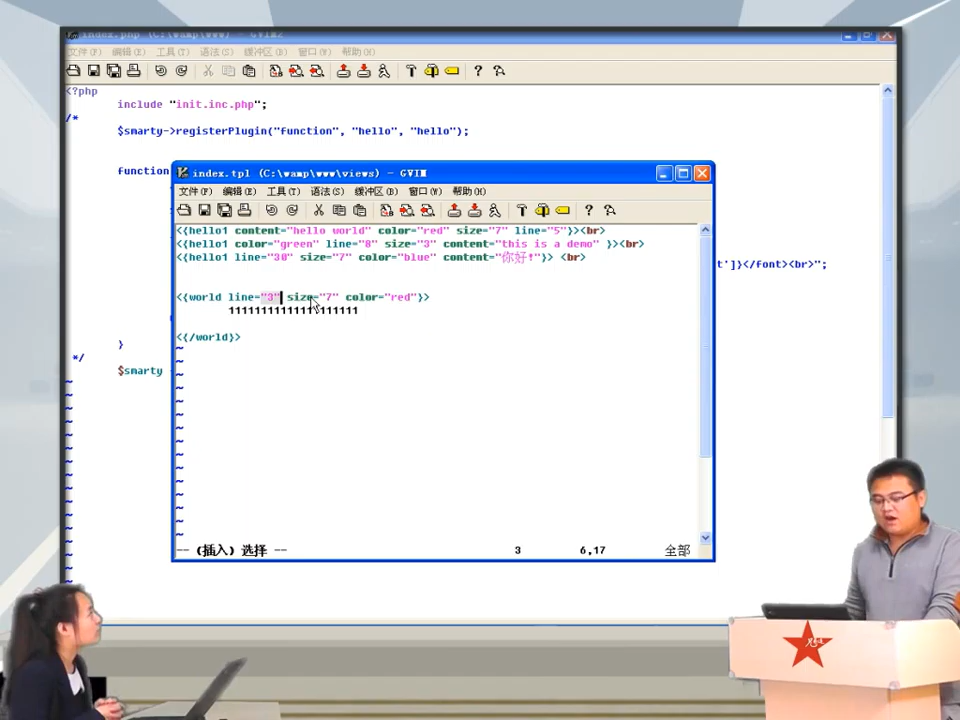 index.php (C:\wamp\www) - GVIM2
文件(F) 编辑(E) 工具(T) 语法(S) 缓冲区(B) 窗口(W) 帮助(H)
<?php
include "init.inc.php";
/*
$smarty->registerPlugin("function", "hello", "hello");
function
t']}</font><br>";
}
*/
$smarty
index.tpl (C:\wamp\www\views) - GVIM
文件(F) 编辑(E) 工具(T) 语法(S) 缓冲区(B) 窗口(W) 帮助(H)
<{hello1 content="hello world" color="red" size="7" line="5"}><br>
<{hello1 color="green" line="8" size="3" content="this is a demo" }><br>
<{hello1 line="30" size="7" color="blue" content="你好!"}> <br>
<{world line="3" size="7" color="red"}>
11111111111111111111
<{/world}>
-- (插入) 选择 -- 3 6,17 全部